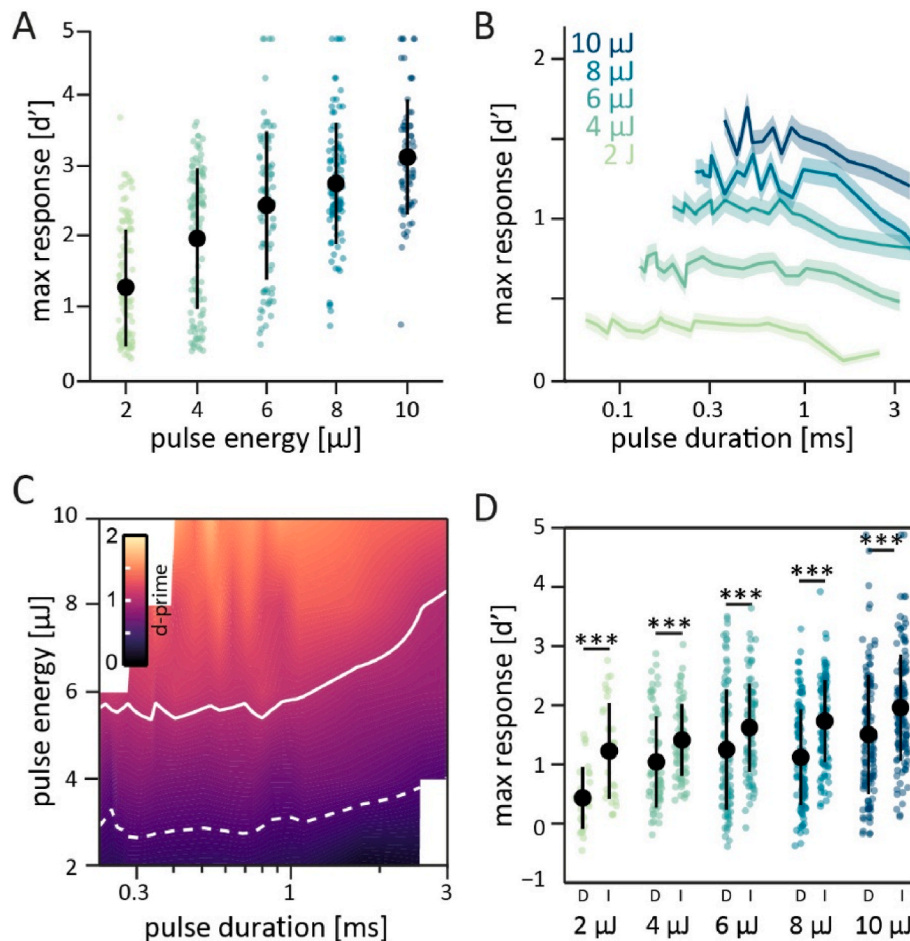 A
max response [d’]
5
4
3
2
1
0
2 4 6 8 10
pulse energy [µJ]
B
10 µJ
8 µJ
6 µJ
4 µJ
2 J
max response [d’]
2
1
0
0.1 0.3 1 3
pulse duration [ms]
C
pulse energy [µJ]
10
8
6
4
2
2
1
0
d-prime
0.3 1 3
pulse duration [ms]
D
max response [d’]
5
4
3
2
1
0
−1
*** *** *** *** ***
D I D I D I D I D I
2 µJ 4 µJ 6 µJ 8 µJ 10 µJ